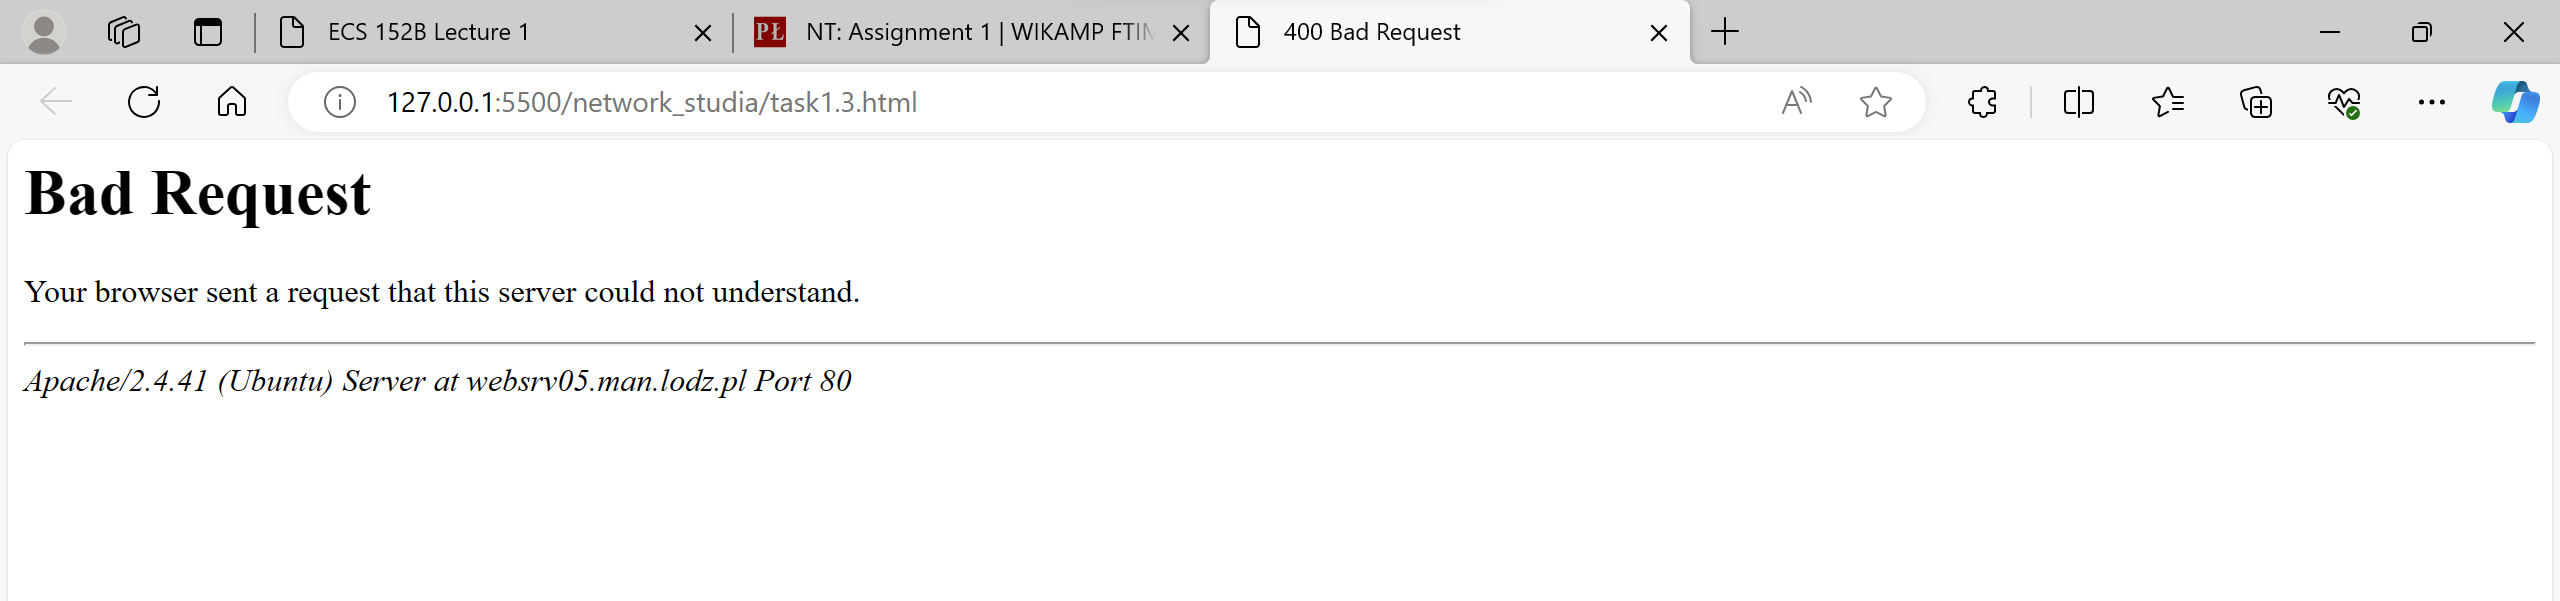 ECS 152B Lecture 1
PŁ NT: Assignment 1 | WIKAMP FTIM
400 Bad Request
127.0.0.1:5500/network_studia/task1.3.html
Bad Request
Your browser sent a request that this server could not understand.
Apache/2.4.41 (Ubuntu) Server at websrv05.man.lodz.pl Port 80